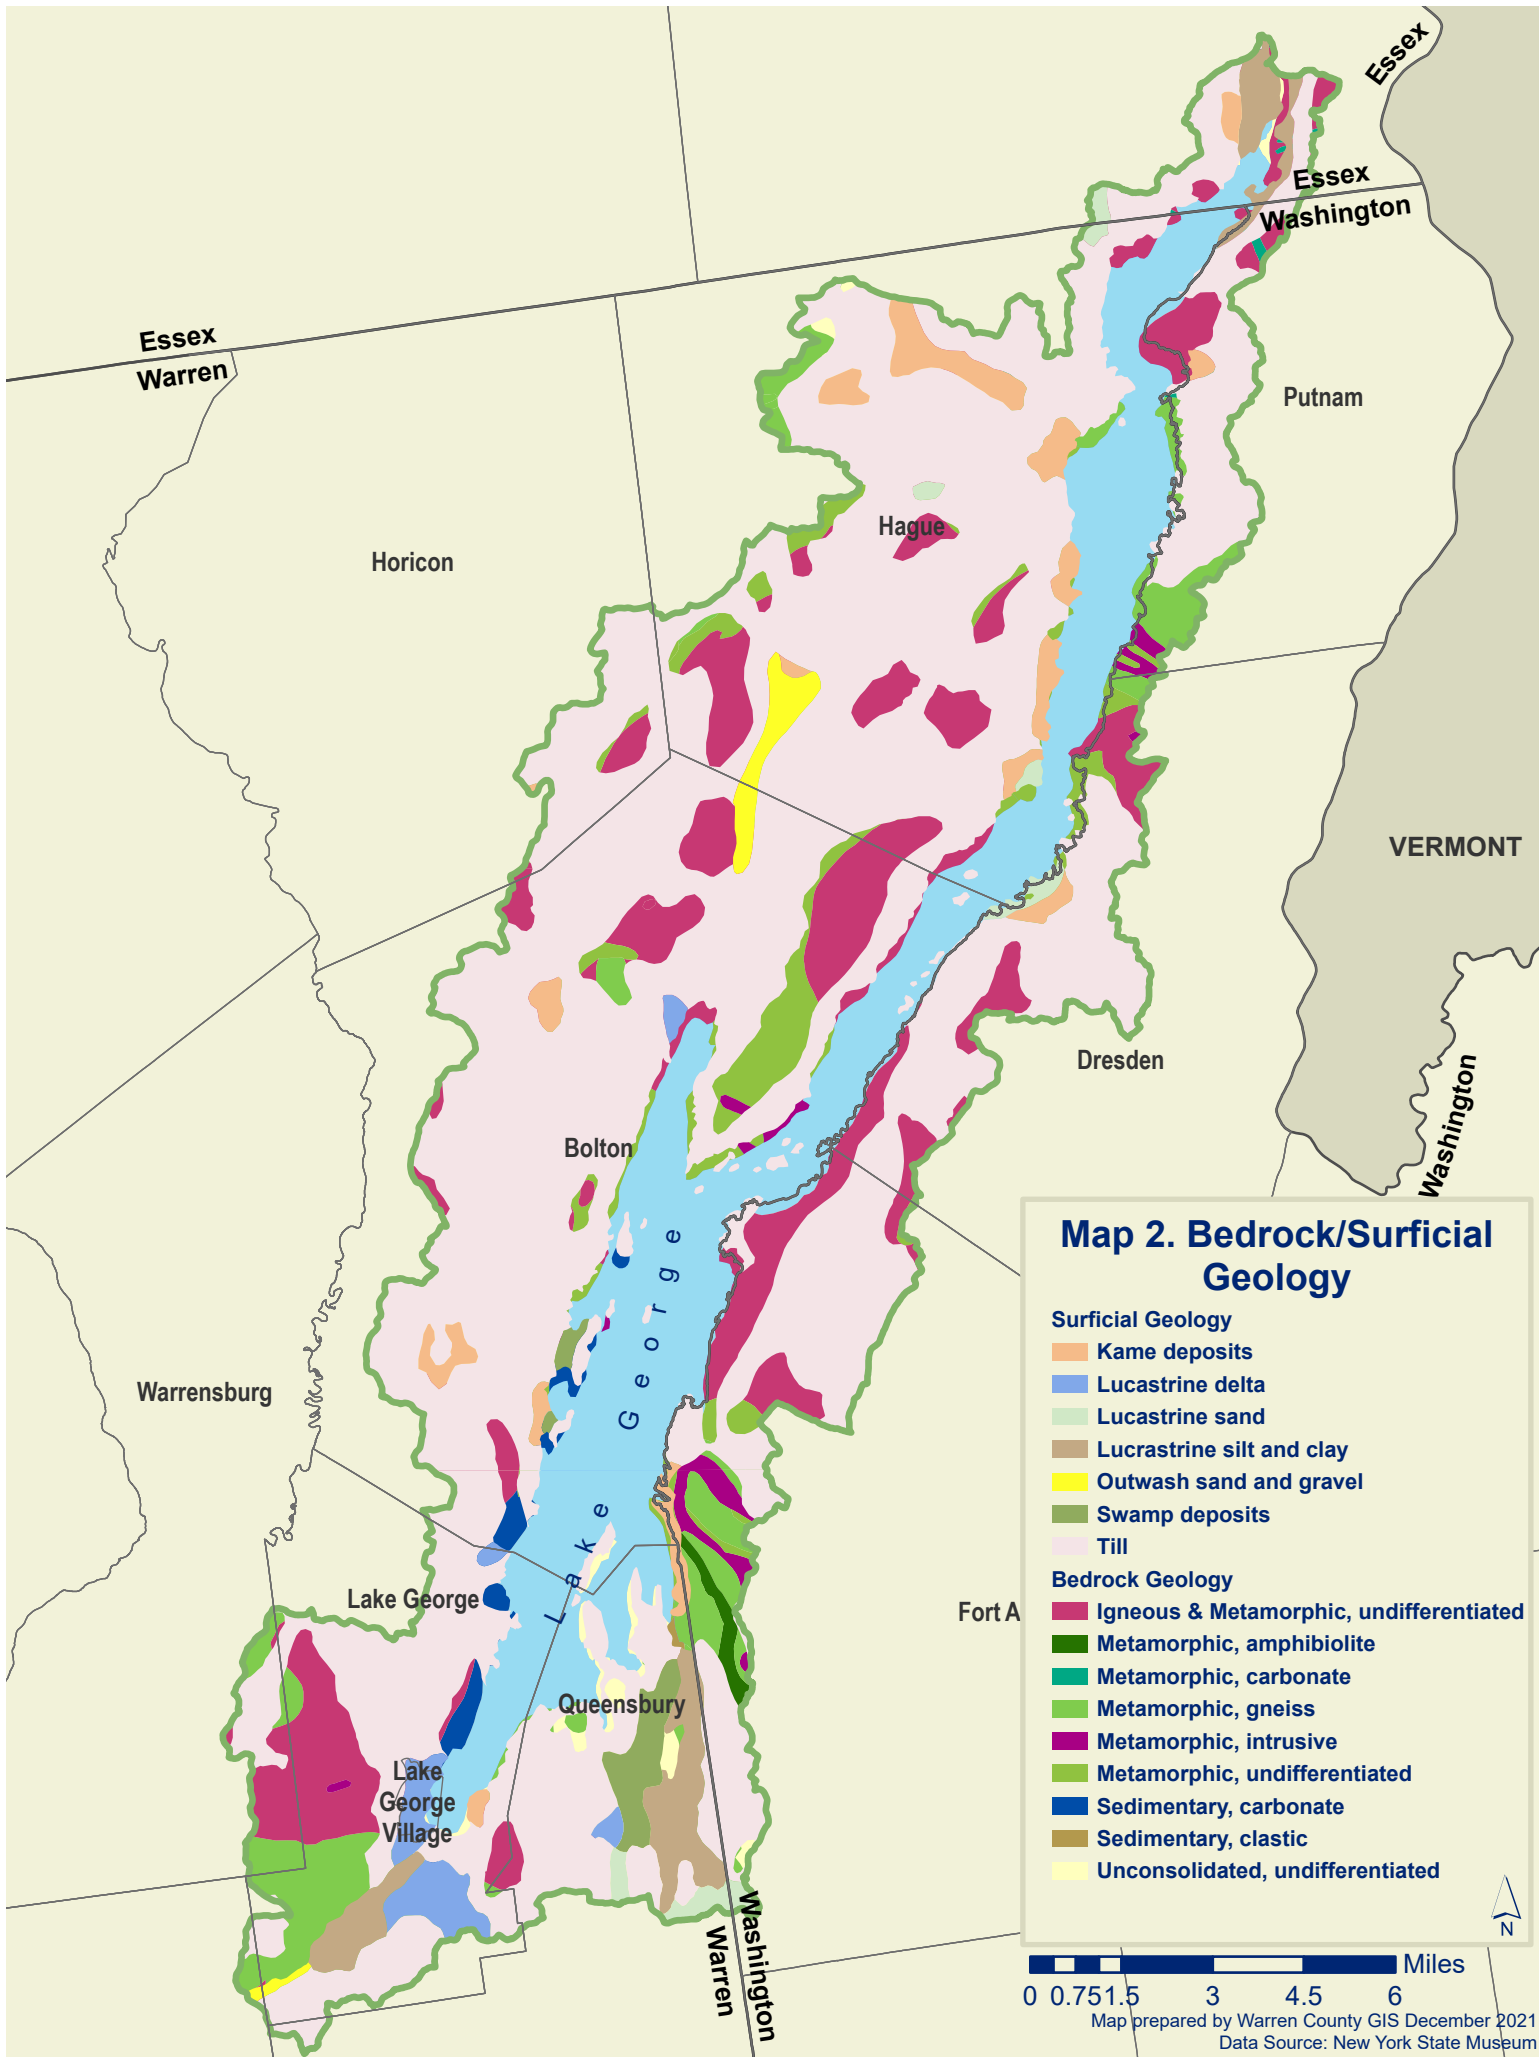 Essex
Essex
Washington
Essex
Warren
Putnam
Hague
Horicon
VERMONT
Dresden
Washington
Bolton
Warrensburg
Lake George
Lake George
Fort A
Queensbury
Lake
George
Village
Washington
Warren
Map 2. Bedrock/Surficial
Geology
Surficial Geology
Kame deposits
Lucastrine delta
Lucastrine sand
Lucrastrine silt and clay
Outwash sand and gravel
Swamp deposits
Till
Bedrock Geology
Igneous & Metamorphic, undifferentiated
Metamorphic, amphibiolite
Metamorphic, carbonate
Metamorphic, gneiss
Metamorphic, intrusive
Metamorphic, undifferentiated
Sedimentary, carbonate
Sedimentary, clastic
Unconsolidated, undifferentiated
N
Miles
0 0.75 1.5 3 4.5 6
Map prepared by Warren County GIS December 2021
Data Source: New York State Museum